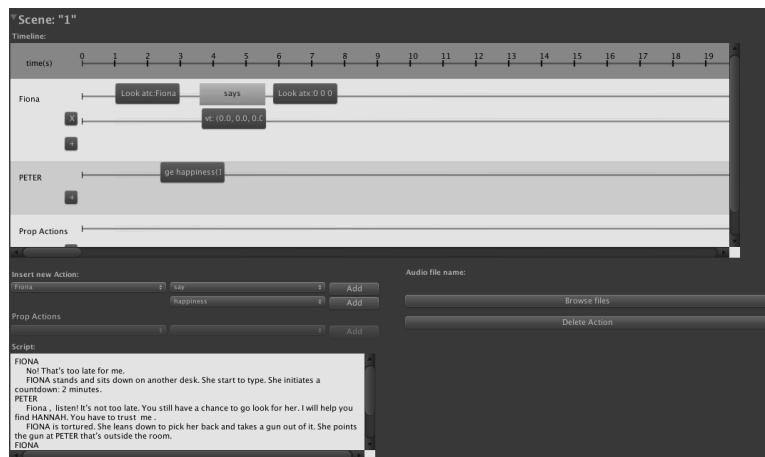 Scene: "1"
Timeline:
time(s) 0 1 2 3 4 5 6 7 8 9 10 11 12 13 14 15 16 17 18 19
Fiona Look atc:Fiona says Look atx:0 0 0
X vt: (0.0, 0.0, 0.0
+
PETER ge happiness(1
+
Prop Actions
Insert new Action:
Fiona say Add
happiness Add
Prop Actions
Add
Audio file name:
Browse files
Delete Action
Script:
FIONA
No! That's too late for me.
FIONA stands and sits down on another desk. She start to type. She initiates a
countdown: 2 minutes.
PETER
Fiona , listen! It's not too late. You still have a chance to go look for her. I will help you
find HANNAH. You have to trust me .
FIONA is tortured. She leans down to pick her back and takes a gun out of it. She points
the gun at PETER that's outside the room.
FIONA